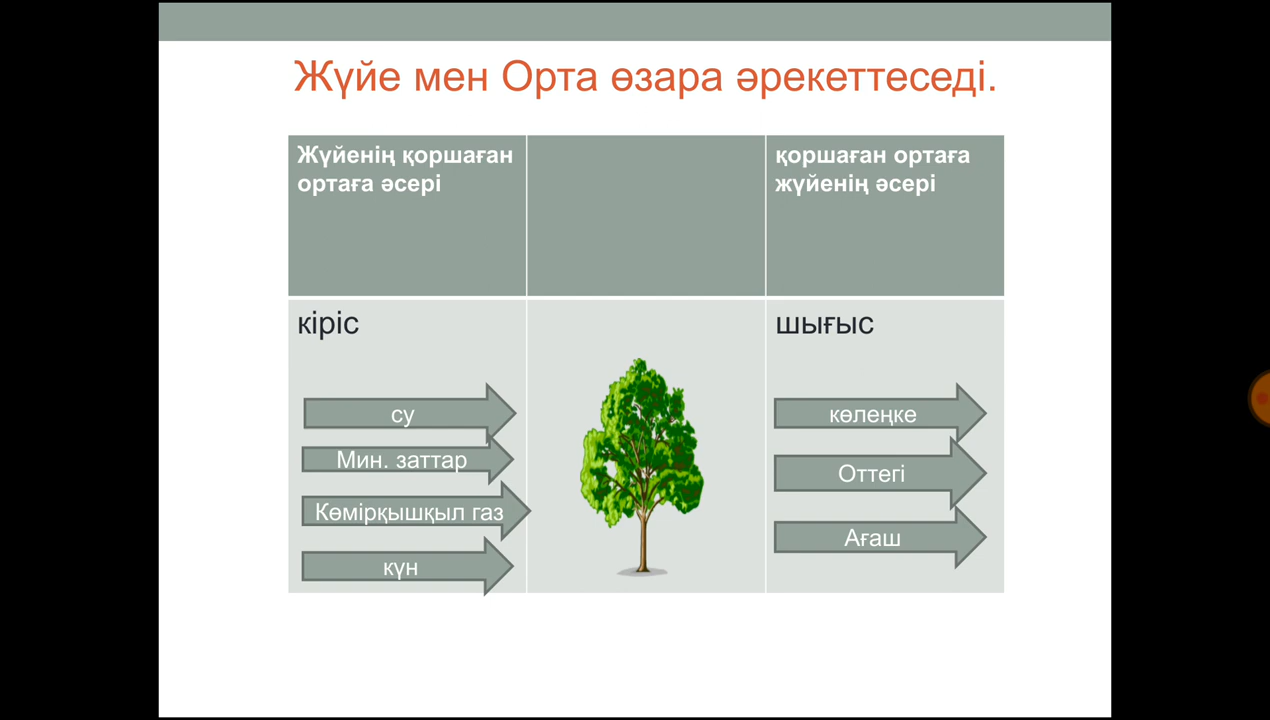 Жүйе мен Орта өзара әрекеттеседі.
Жүйенің қоршаған
ортаға әсері
қоршаған ортаға
жүйенің әсері
кіріс
су
Мин. заттар
Көмірқышқыл газ
күн
шығыс
көлеңке
Оттегі
Ағаш